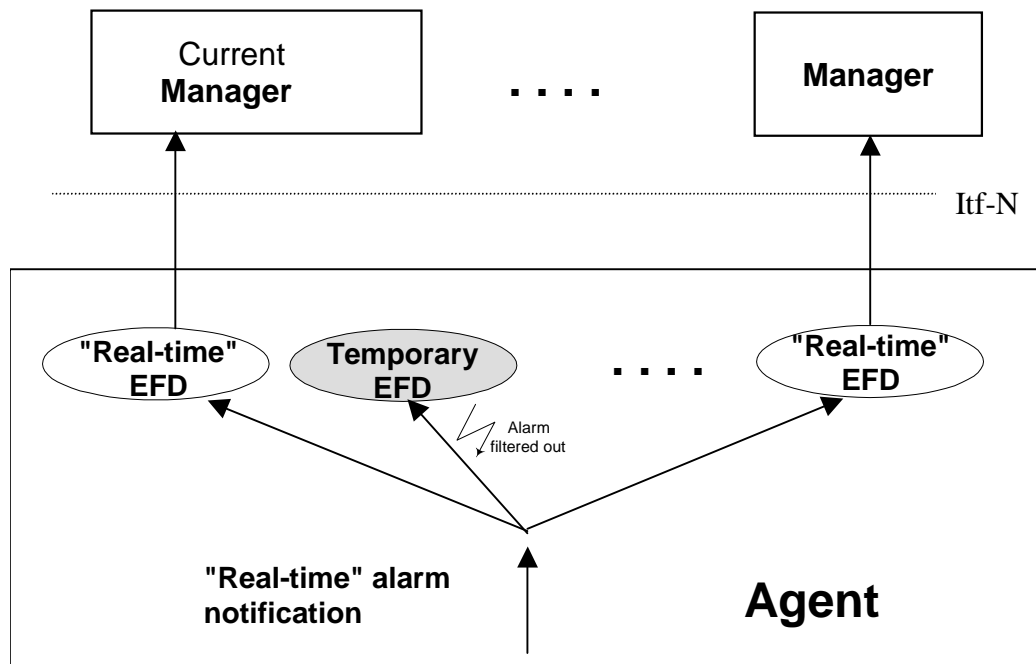 Current
Manager
. . . .
Manager
Itf-N
"Real-time"
EFD
Temporary
EFD
. . . .
"Real-time"
EFD
Alarm
filtered out
"Real-time" alarm
notification
Agent